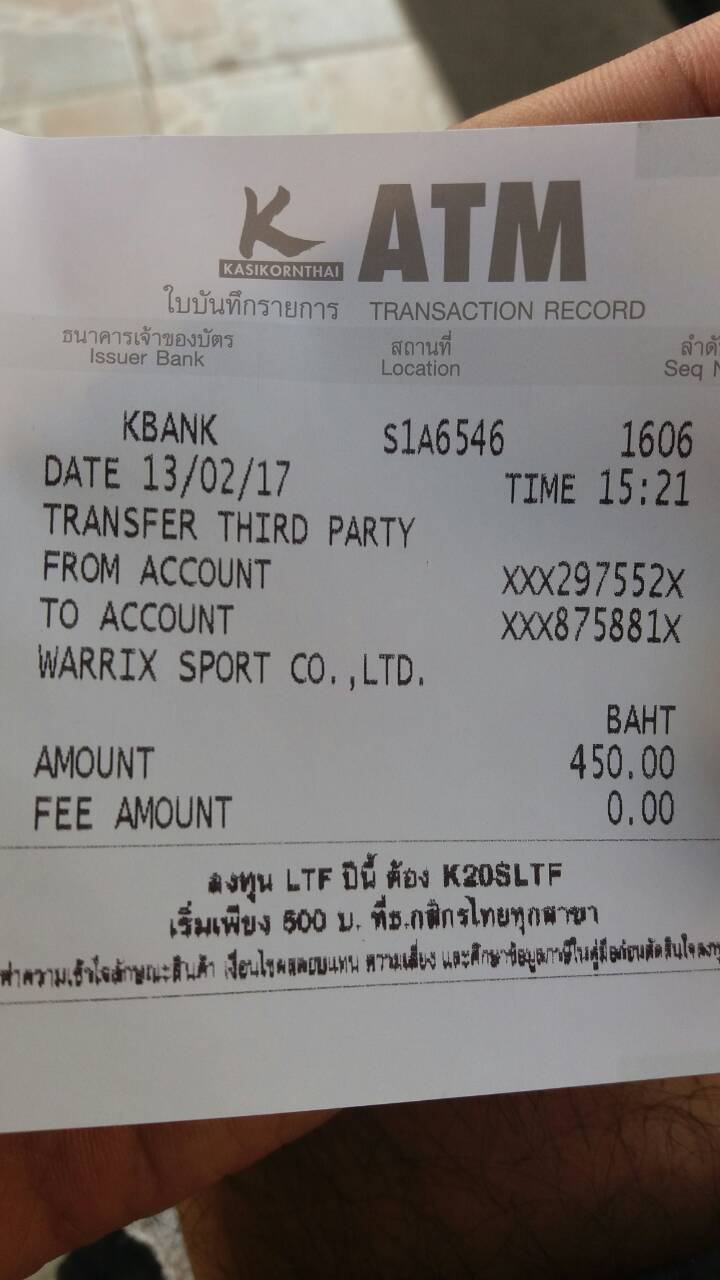 K ATM
KASIKORNTHAI
ใบบันทึกรายการ TRANSACTION RECORD
ธนาคารเจ้าของบัตร สถานที่ ลำดั
Issuer Bank Location Seq N
KBANK S1A6546 1606
DATE 13/02/17 TIME 15:21
TRANSFER THIRD PARTY
FROM ACCOUNT XXX297552X
TO ACCOUNT XXX875881X
WARRIX SPORT CO.,LTD.
BAHT
AMOUNT 450.00
FEE AMOUNT 0.00
ลงทุน LTF ปีนี้ ต้อง K20SLTF
เริ่มเพียง 500 บ. ที่ธ.กสิกรไทยทุกสาขา
ทำความเข้าใจลักษณะสินค้า เงื่อนไขผลตอบแทน ความเสี่ยง และศึกษาข้อมูลภาษีในคู่มือก่อนตัดสินใจลงทุ